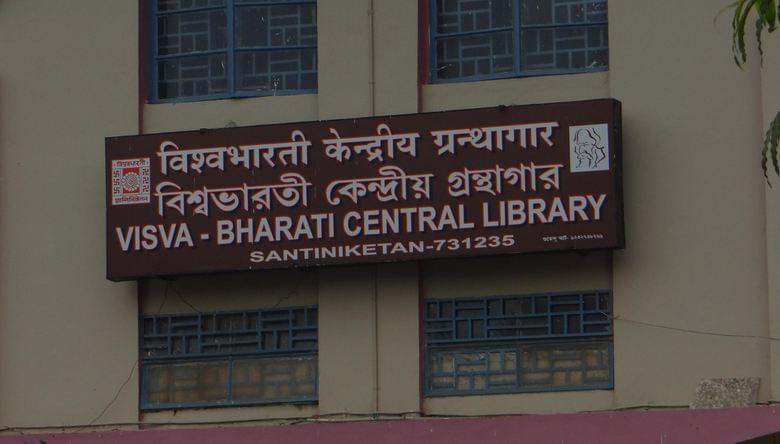 विश्वभारती केन्द्रीय ग्रन्थागार
বিশ্বভারতী কেন্দ্রীয় গ্রন্থাগার
VISVA - BHARATI CENTRAL LIBRARY
SANTINIKETAN-731235